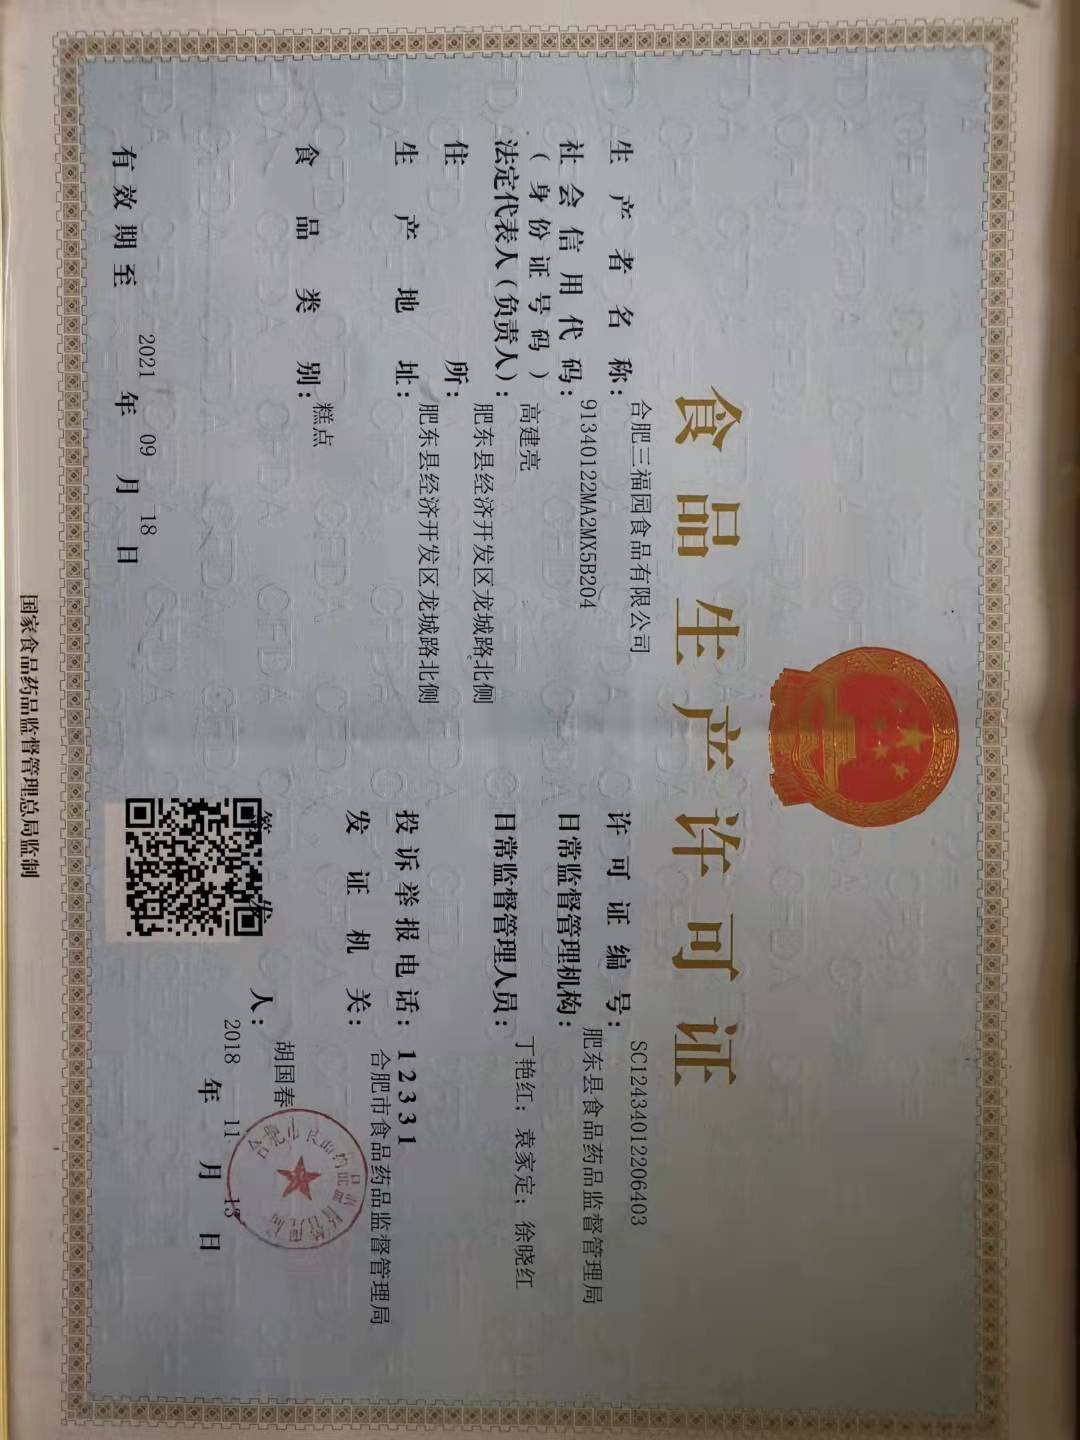 食品生产许可证
生产者名称：合肥三福园食品有限公司
社会信用代码：91340122MA2MX5B204
（身份证号码）
法定代表人（负责人）：高建亮
住所：肥东县经济开发区龙城路北侧
生产地址：肥东县经济开发区龙城路北侧
食品类别：糕点
有效期至 2021 年 09 月 18 日
许可证编号：SC12434012206403
日常监督管理机构：肥东县食品药品监督管理局
日常监督管理人员：丁艳红；袁家定；徐晓红
投诉举报电话：12331
发证机关：合肥市食品药品监督管理局
签发人：胡国春
2018 年 11 月 13 日
国家食品药品监督管理总局监制